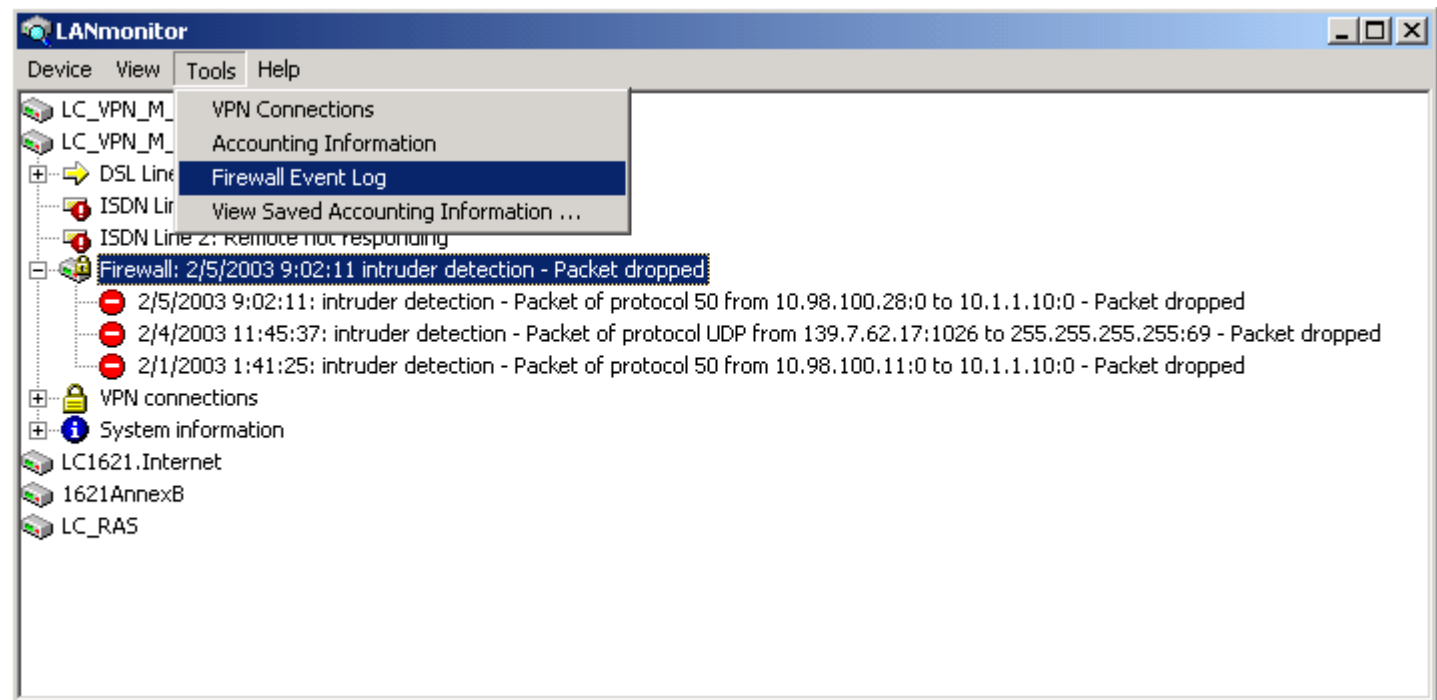 LANmonitor
Device View Tools Help
LC_VPN_M_
VPN Connections
LC_VPN_M_
Accounting Information
DSL Line
Firewall Event Log
ISDN Lin
View Saved Accounting Information ...
ISDN Line 2: Remote not responding
Firewall: 2/5/2003 9:02:11 intruder detection - Packet dropped
2/5/2003 9:02:11: intruder detection - Packet of protocol 50 from 10.98.100.28:0 to 10.1.1.10:0 - Packet dropped
2/4/2003 11:45:37: intruder detection - Packet of protocol UDP from 139.7.62.17:1026 to 255.255.255.255:69 - Packet dropped
2/1/2003 1:41:25: intruder detection - Packet of protocol 50 from 10.98.100.11:0 to 10.1.1.10:0 - Packet dropped
VPN connections
System information
LC1621.Internet
1621AnnexB
LC_RAS